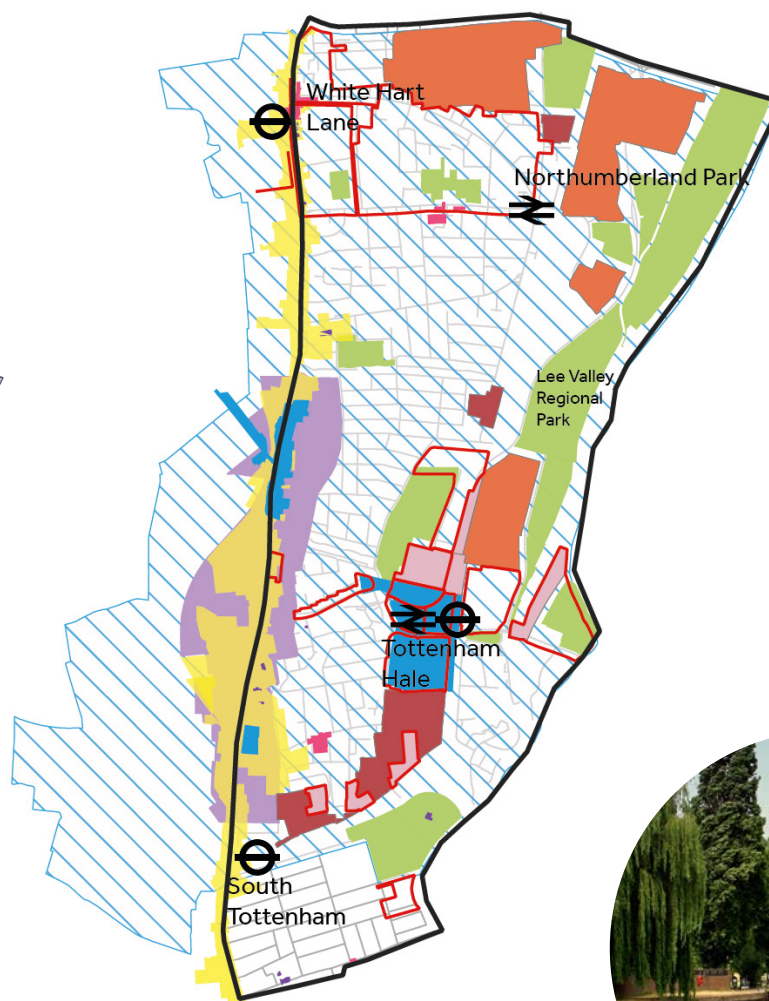 White Hart
Lane
Northumberland Park
Lee Valley
Regional
Park
Tottenham
Hale
South
Tottenham